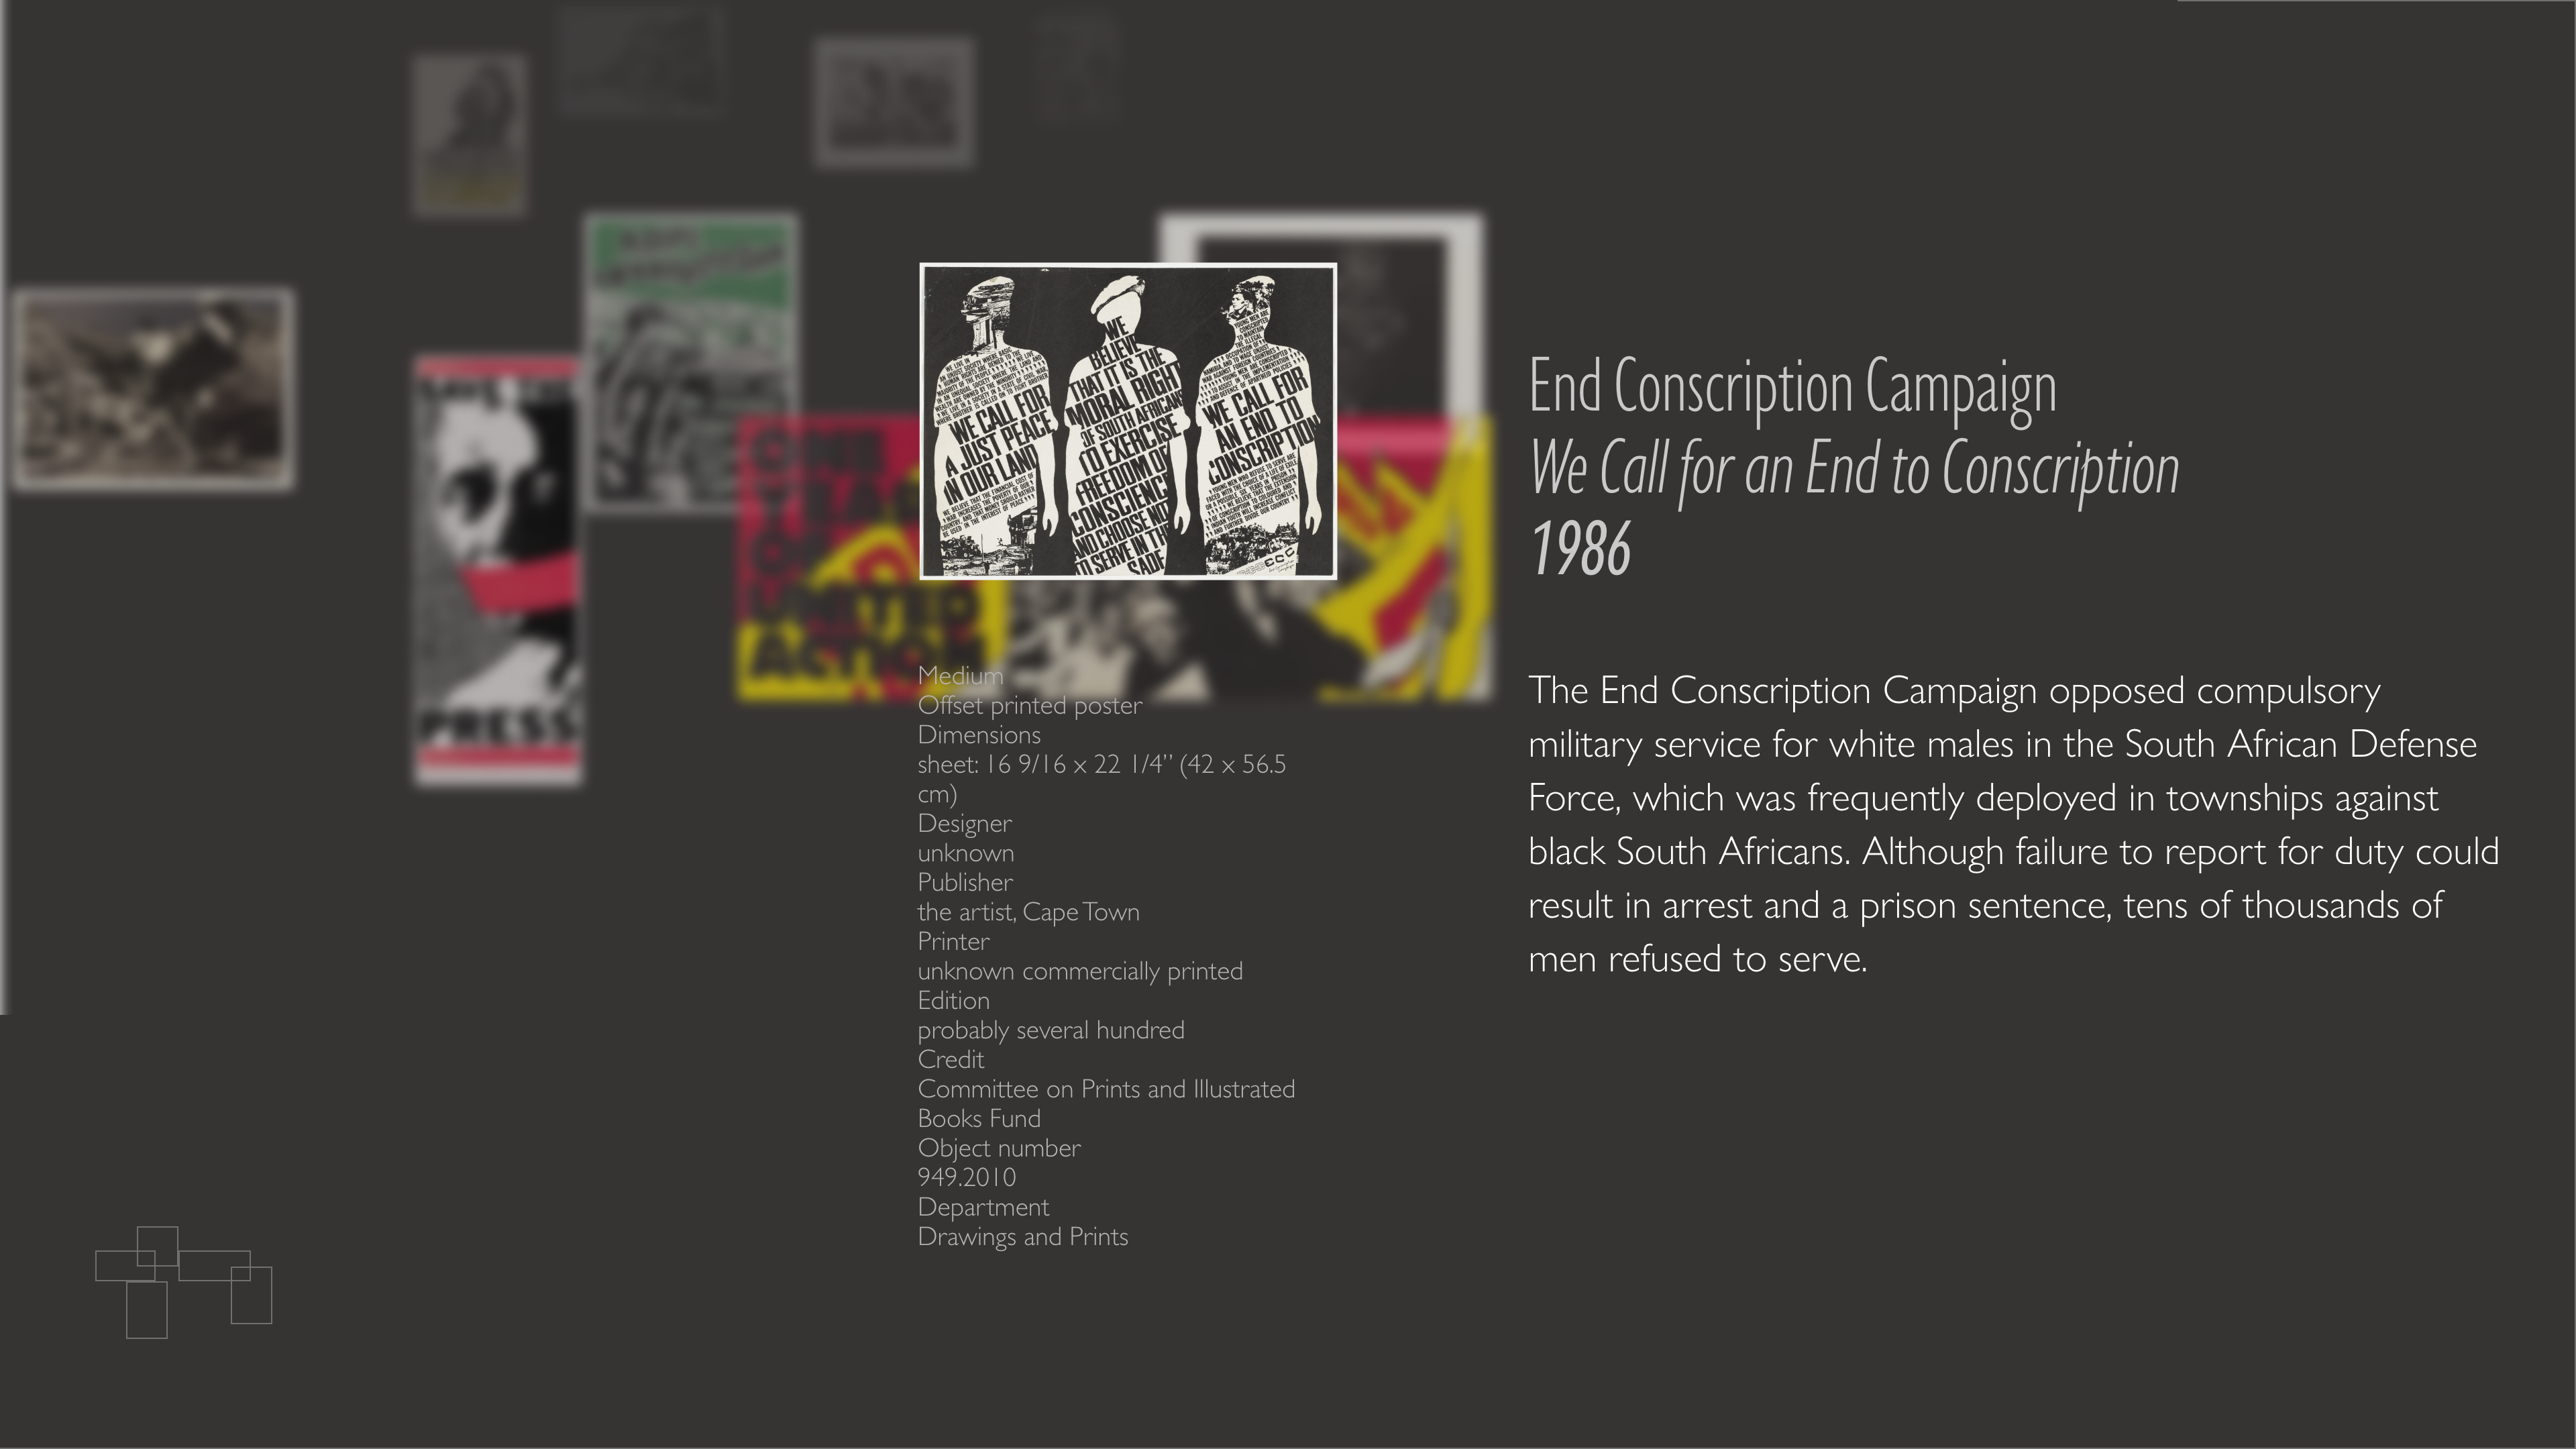 End Conscription Campaign
We Call for an End to Conscription
1986
The End Conscription Campaign opposed compulsory
military service for white males in the South African Defense
Force, which was frequently deployed in townships against
black South Africans. Although failure to report for duty could
result in arrest and a prison sentence, tens of thousands of
men refused to serve.
Medium
Offset printed poster
Dimensions
sheet: 16 9/16 x 22 1/4’’ (42 x 56.5
cm)
Designer
unknown
Publisher
the artist, Cape Town
Printer
unknown commercially printed
Edition
probably several hundred
Credit
Committee on Prints and Illustrated
Books Fund
Object number
949.2010
Department
Drawings and Prints
WE CALL FOR
A JUST PEACE
IN OUR LAND
WE
BELIEVE
THAT IT IS THE
MORAL RIGHT
OF SOUTH AFRICANS
TO EXERCISE
FREEDOM OF
CONSCIENCE
AND CHOOSE NOT
TO SERVE IN THE
SADF
WE CALL FOR
AN END TO
CONSCRIPTION
ECC
UNITED
ACTION
PRESS